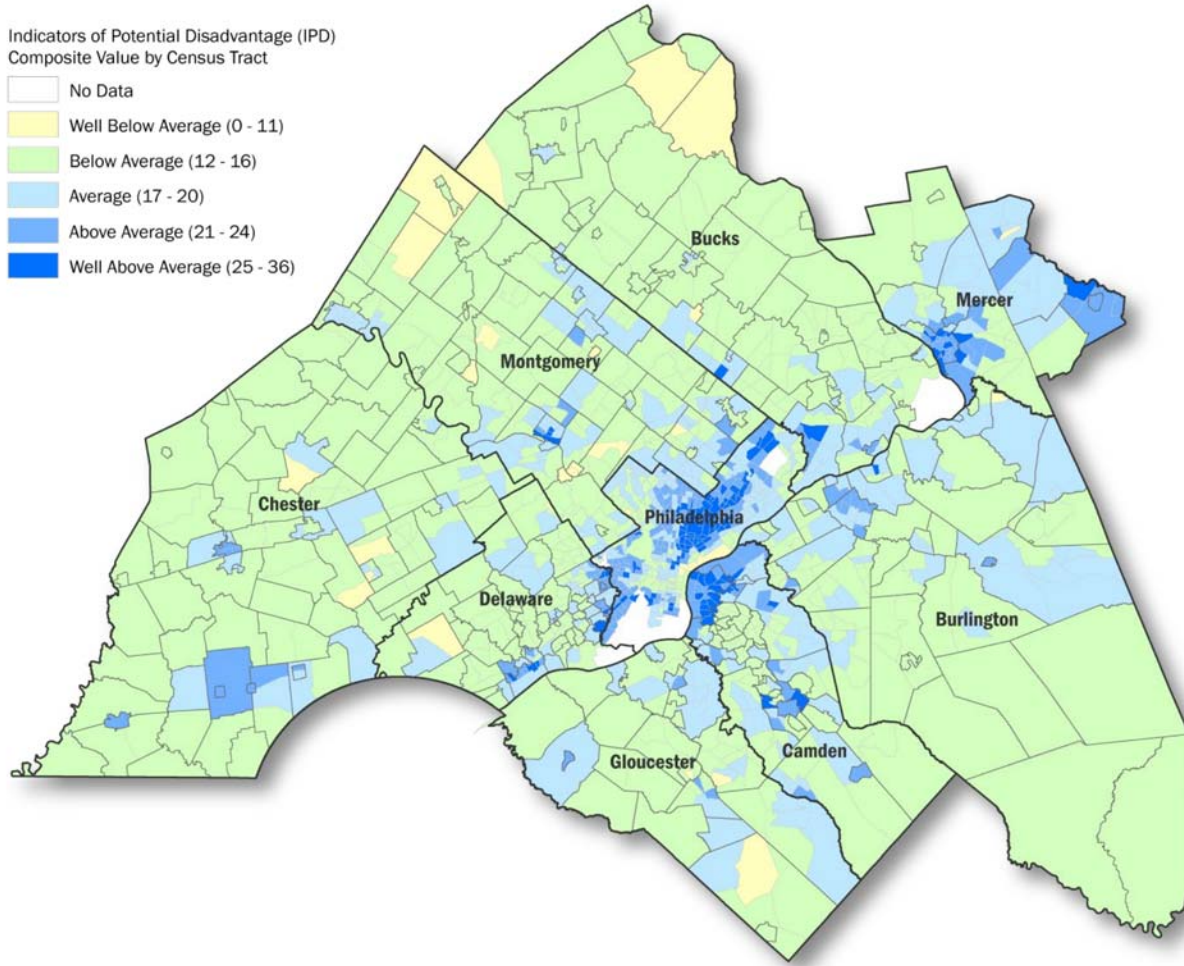 Indicators of Potential Disadvantage (IPD)
Composite Value by Census Tract
No Data
Well Below Average (0 - 11)
Below Average (12 - 16)
Average (17 - 20)
Above Average (21 - 24)
Well Above Average (25 - 36)
Bucks
Mercer
Montgomery
Chester
Philadelphia
Delaware
Burlington
Camden
Gloucester